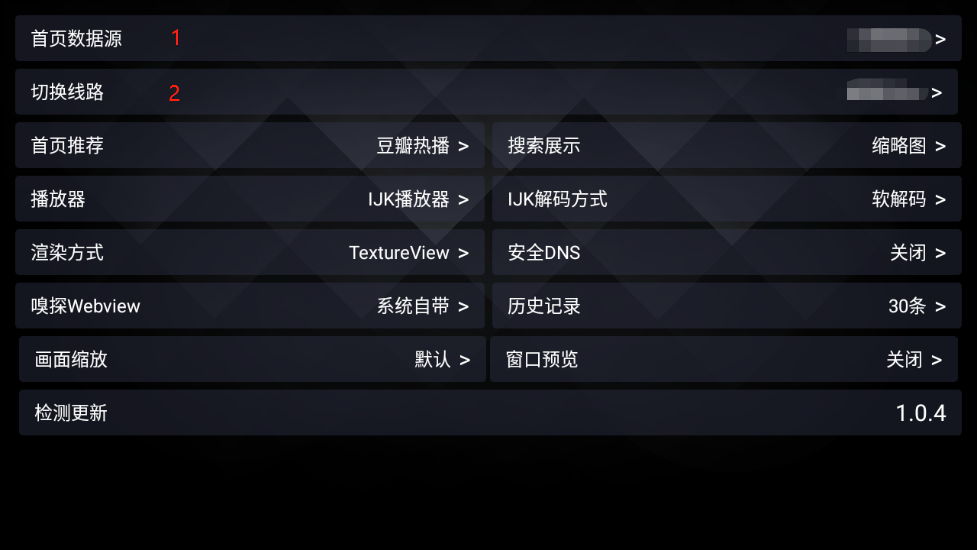 首页数据源 1 >
切换线路 2 >
首页推荐 豆瓣热播 > 搜索展示 缩略图 >
播放器 IJK播放器 > IJK解码方式 软解码 >
渲染方式 TextureView > 安全DNS 关闭 >
嗅探Webview 系统自带 > 历史记录 30条 >
画面缩放 默认 > 窗口预览 关闭 >
检测更新 1.0.4